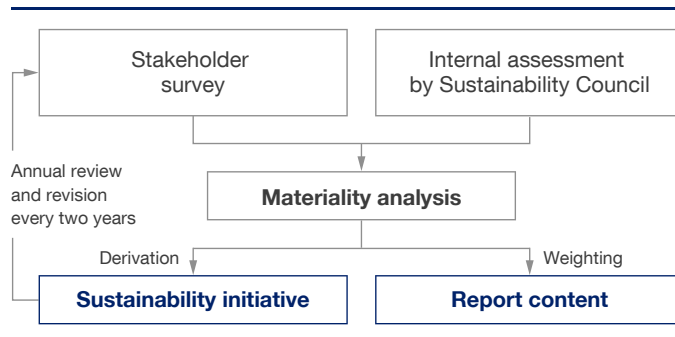 Stakeholder
survey
Internal assessment
by Sustainability Council
Annual review
and revision
every two years
Materiality analysis
Derivation
Weighting
Sustainability initiative
Report content